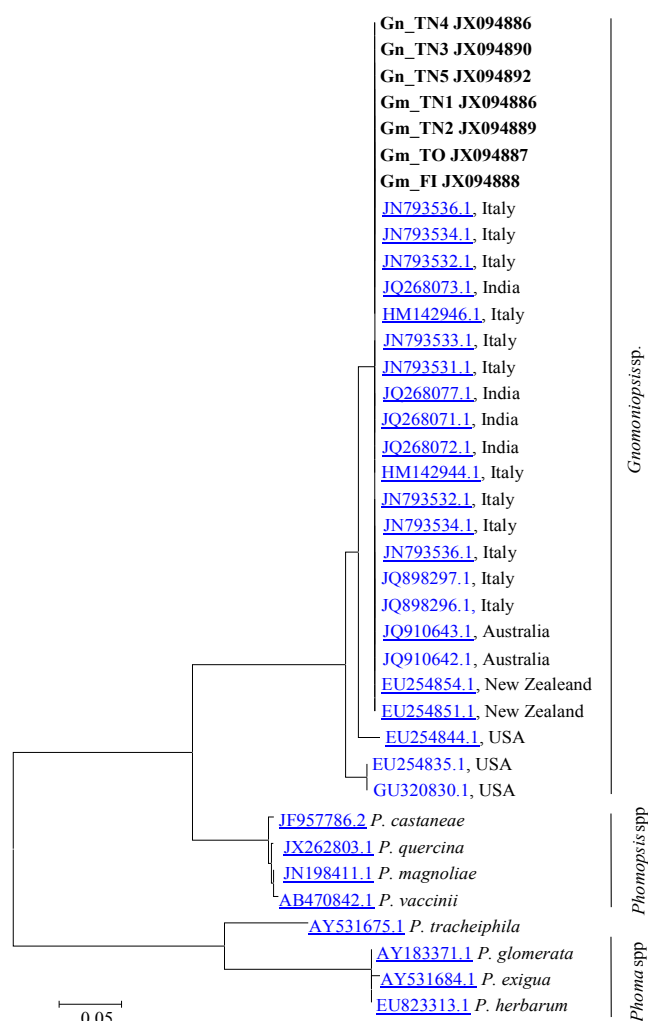 Gn_TN4 JX094886
Gn_TN3 JX094890
Gn_TN5 JX094892
Gm_TN1 JX094886
Gm_TN2 JX094889
Gm_TO JX094887
Gm_FI JX094888
JN793536.1, Italy
JN793534.1, Italy
JN793532.1, Italy
JQ268073.1, India
HM142946.1, Italy
JN793533.1, Italy
JN793531.1, Italy
JQ268077.1, India
JQ268071.1, India
JQ268072.1, India
HM142944.1, Italy
JN793532.1, Italy
JN793534.1, Italy
JN793536.1, Italy
JQ898297.1, Italy
JQ898296.1, Italy
JQ910643.1, Australia
JQ910642.1, Australia
EU254854.1, New Zealeand
EU254851.1, New Zealand
EU254844.1, USA
EU254835.1, USA
GU320830.1, USA
Gnomoniopsis sp.
JF957786.2 P. castaneae
JX262803.1 P. quercina
JN198411.1 P. magnoliae
AB470842.1 P. vaccinii
Phomopsis spp
AY531675.1 P. tracheiphila
AY183371.1 P. glomerata
AY531684.1 P. exigua
EU823313.1 P. herbarum
Phoma spp
0.05